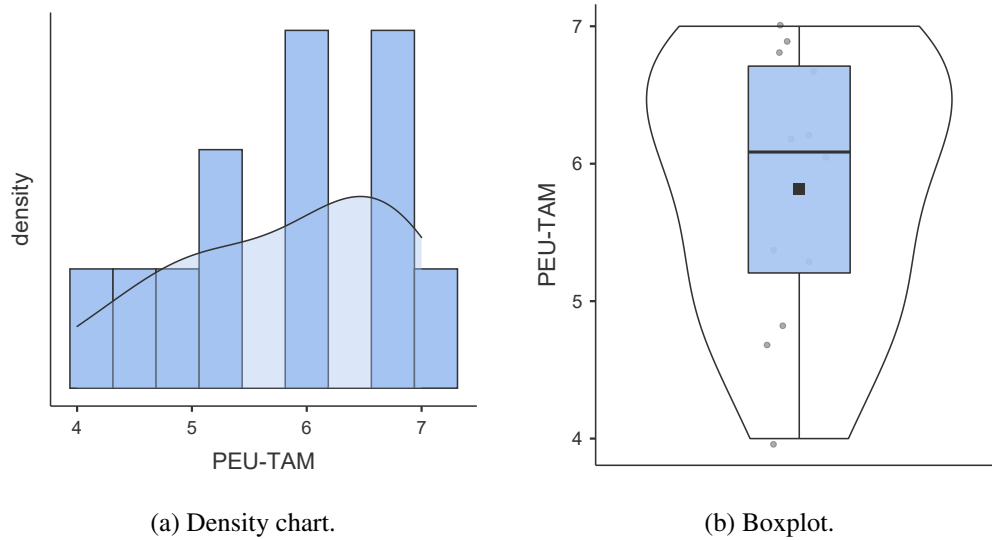 density
4 5 6 7
PEU-TAM
(a) Density chart.
7
6
5
4
PEU-TAM
(b) Boxplot.